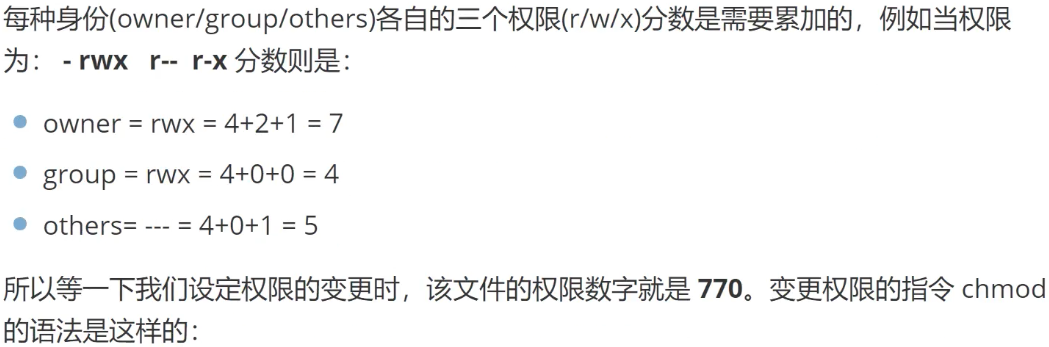 每种身份(owner/group/others)各自的三个权限(r/w/x)分数是需要累加的，例如当权限
为： - rwx r-- r-x 分数则是：
owner = rwx = 4+2+1 = 7
group = rwx = 4+0+0 = 4
others= --- = 4+0+1 = 5
所以等一下我们设定权限的变更时，该文件的权限数字就是 770。变更权限的指令 chmod
的语法是这样的：